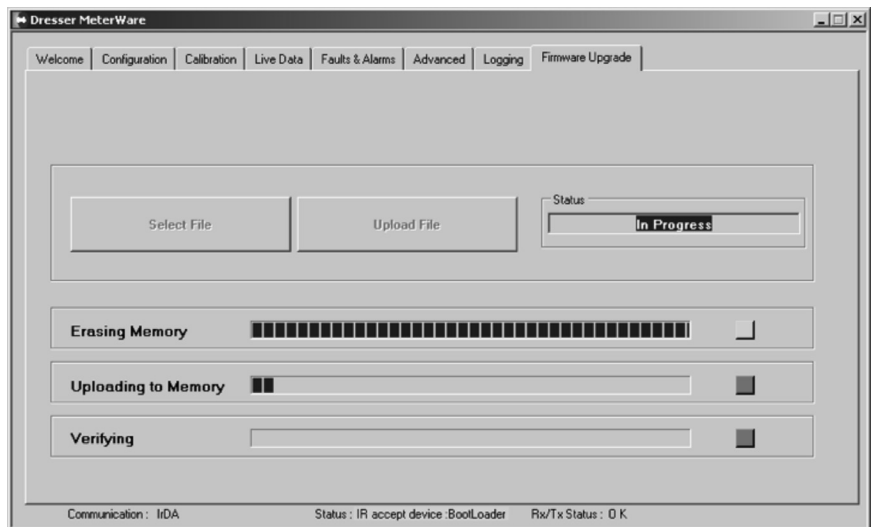 Dresser MeterWare
Welcome Configuration Calibration Live Data Faults & Alarms Advanced Logging Firmware Upgrade
Select File Upload File Status
In Progress
Erasing Memory
Uploading to Memory
Verifying
Communication : IrDA Status : IR accept device :BootLoader Rx/Tx Status : O K